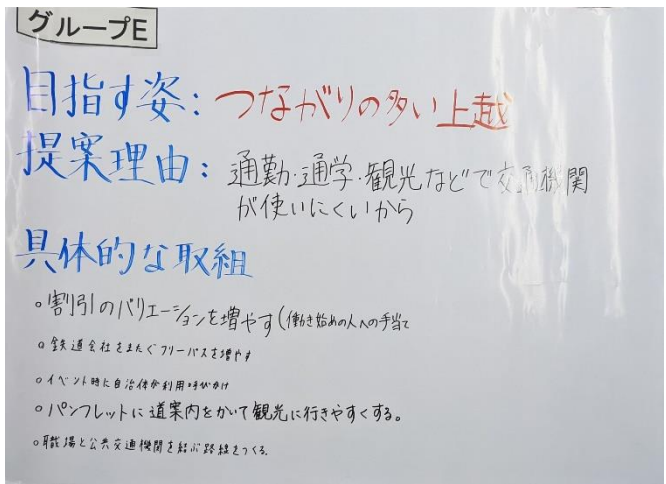 グループE
目指す姿：つながりの多い上越
提案理由：通勤・通学・観光などで交通機関
が使いにくいから
具体的な取組
○割引のバリエーションを増やす(働き始めの人への手当て
○鉄道会社をまたぐフリーパスを増やす
○イベント時に自治体が利用呼びかけ
○パンフレットに道案内をかいて観光に行きやすくする。
○職場と公共交通機関を結ぶ路線をつくる。